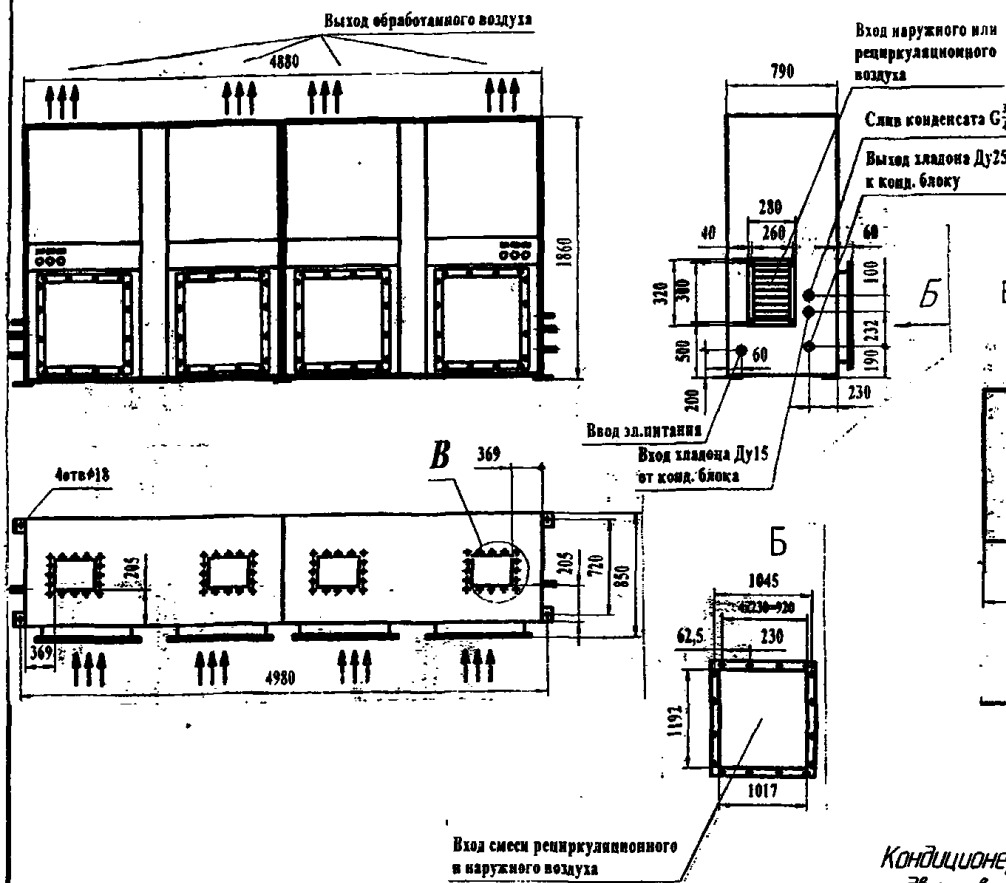 Выход обработанного воздуха
4880
1860
Вход наружного или
рециркуляционного
воздуха
790
Слив конденсата G
Выход хладона Ду25
к конд. блоку
280
40
260
60
100
320
300
Б
232
500
60
190
200
230
Ввод эл.питания
Вход хладона Ду15
от конд. блока
4отвф18
В
369
205
205
720
850
369
4980
Б
1045
4x230=920
62,5
230
1192
1017
Вход смеси рециркуляционного
и наружного воздуха